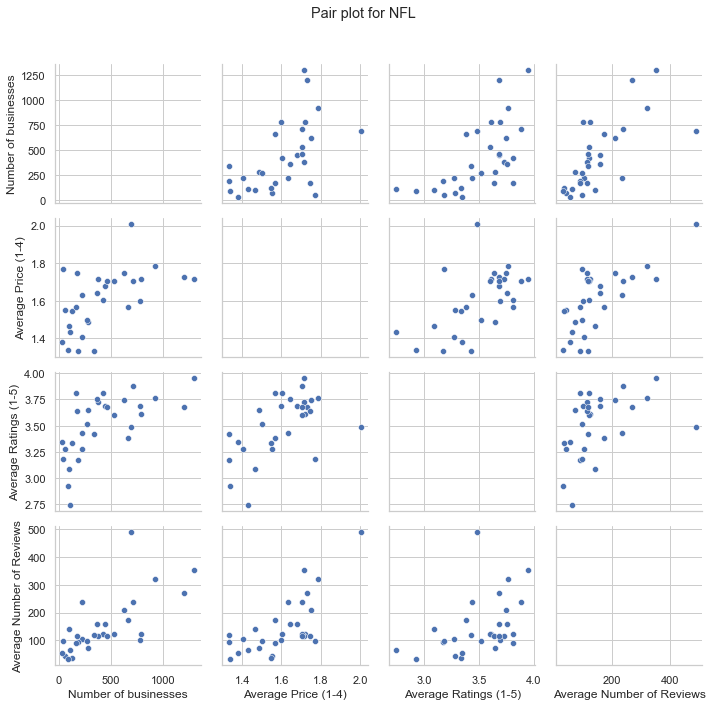 Pair plot for NFL
Number of businesses
1250
1000
750
500
250
0
Average Price (1-4)
2.0
1.8
1.6
1.4
Average Ratings (1-5)
4.00
3.75
3.50
3.25
3.00
2.75
Average Number of Reviews
500
400
300
200
100
0 500 1000
1.4 1.6 1.8 2.0
3.0 3.5 4.0
200 400
Number of businesses Average Price (1-4) Average Ratings (1-5) Average Number of Reviews